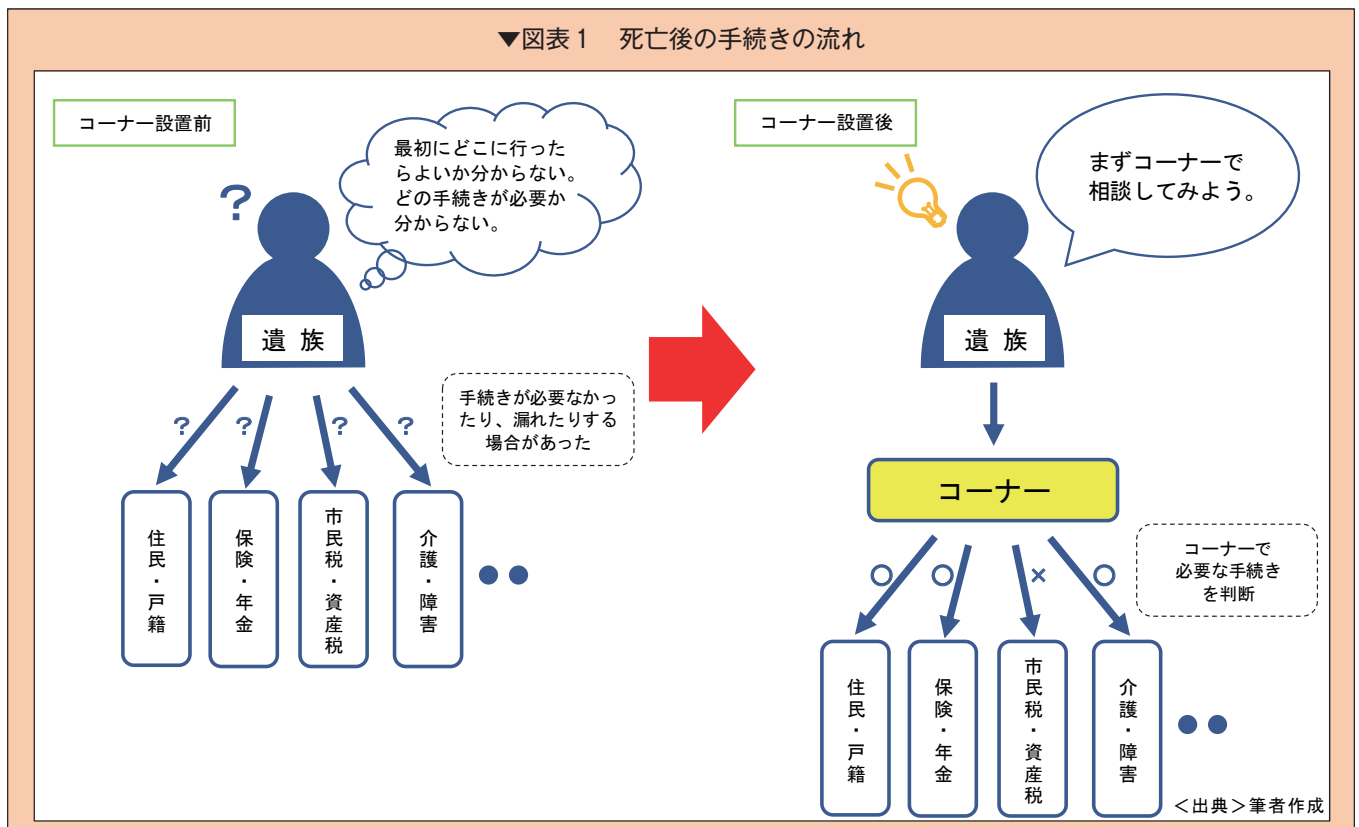 ▼図表1　死亡後の手続きの流れ
コーナー設置前
最初にどこに行った
らよいか分からない。
どの手続きが必要か
分からない。
?
遺族
手続きが必要なかっ
たり、漏れたりする
場合があった
?
?
?
?
住民・戸籍
保険・年金
市民税・資産税
介護・障害
●●
コーナー設置後
まずコーナーで
相談してみよう。
遺族
コーナー
コーナーで
必要な手続き
を判断
○
○
×
○
住民・戸籍
保険・年金
市民税・資産税
介護・障害
●●
＜出典＞筆者作成